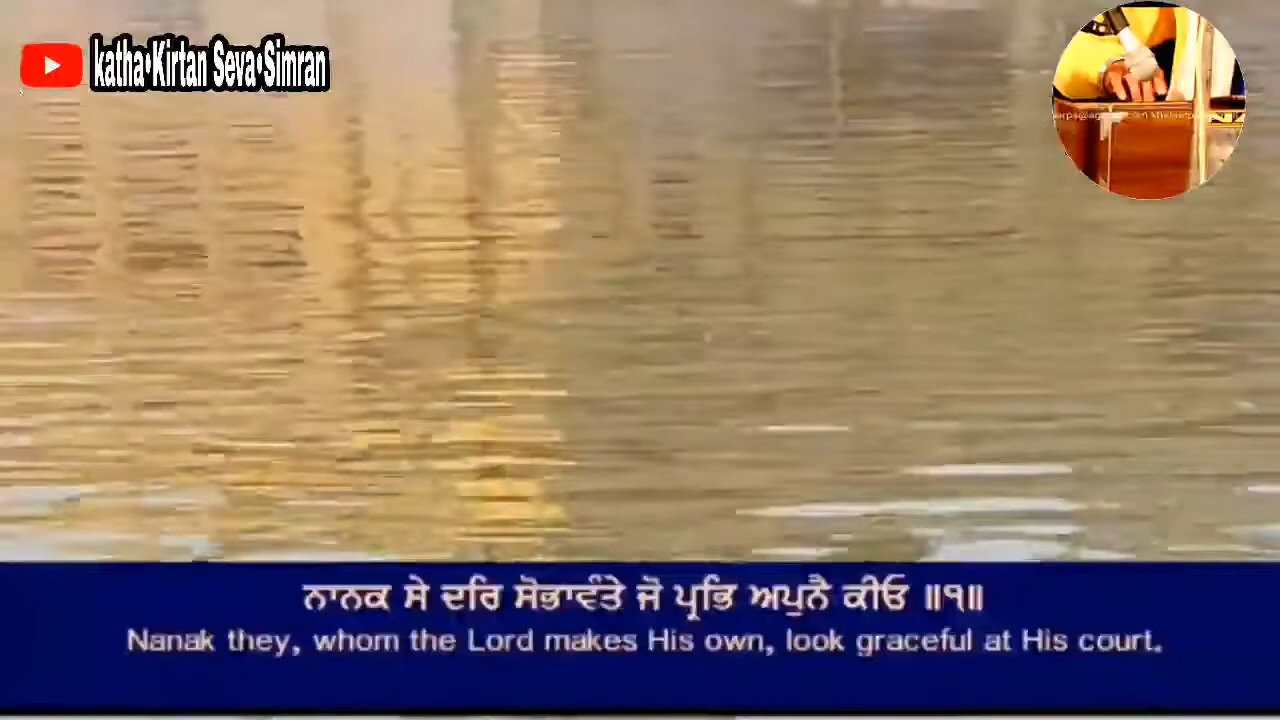 katha•Kirtan Seva•Simran
ਨਾਨਕ ਸੇ ਦਰਿ ਸੋਭਾਵੰਤੇ ਜੋ ਪ੍ਰਭਿ ਅਪੁਨੈ ਕੀਓ ॥੧॥
Nanak they, whom the Lord makes His own, look graceful at His court.